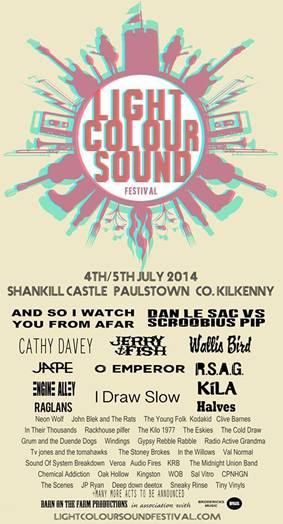 LIGHT
COLOUR
SOUND
FESTIVAL
4TH/5TH JULY 2014
SHANKILL CASTLE PAULSTOWN CO. KILKENNY
AND SO I WATCH YOU FROM AFAR
DAN LE SAC VS SCROOBIUS PIP
CATHY DAVEY JERRY FISH Wallis Bird
JAPE O EMPEROR R.S.A.G.
ENGINE ALLEY I Draw Slow KíLA
RAGLANS Halves
Neon Wolf John Blek and The Rats The Young Folk Kodakid Clive Barnes
In Their Thousands Rackhouse pilfer The Kilo 1977 The Eskies The Cold Draw
Grum and the Duende Dogs Windings Gypsy Rebble Rabble Radio Active Grandma
Tv jones and the tomahawks The Stoney Brokes In the Willows Val Normal
Sound Of System Breakdown Veroa Audio Fires KRB The Midnight Union Band
Chemical Addiction Oak Hollow Kingston WOB Sal Vitro CPNHGN
The Scenes JP Ryan Deep down deetox Sneaky Rinse Tiny Vinyls
+MANY MORE ACTS TO BE ANNOUNCED
BARN ON THE FARM PRODUCTIONS in association with BRODERICKS MUSIC
LIGHTCOLOURSOUNDFESTIVAL.COM